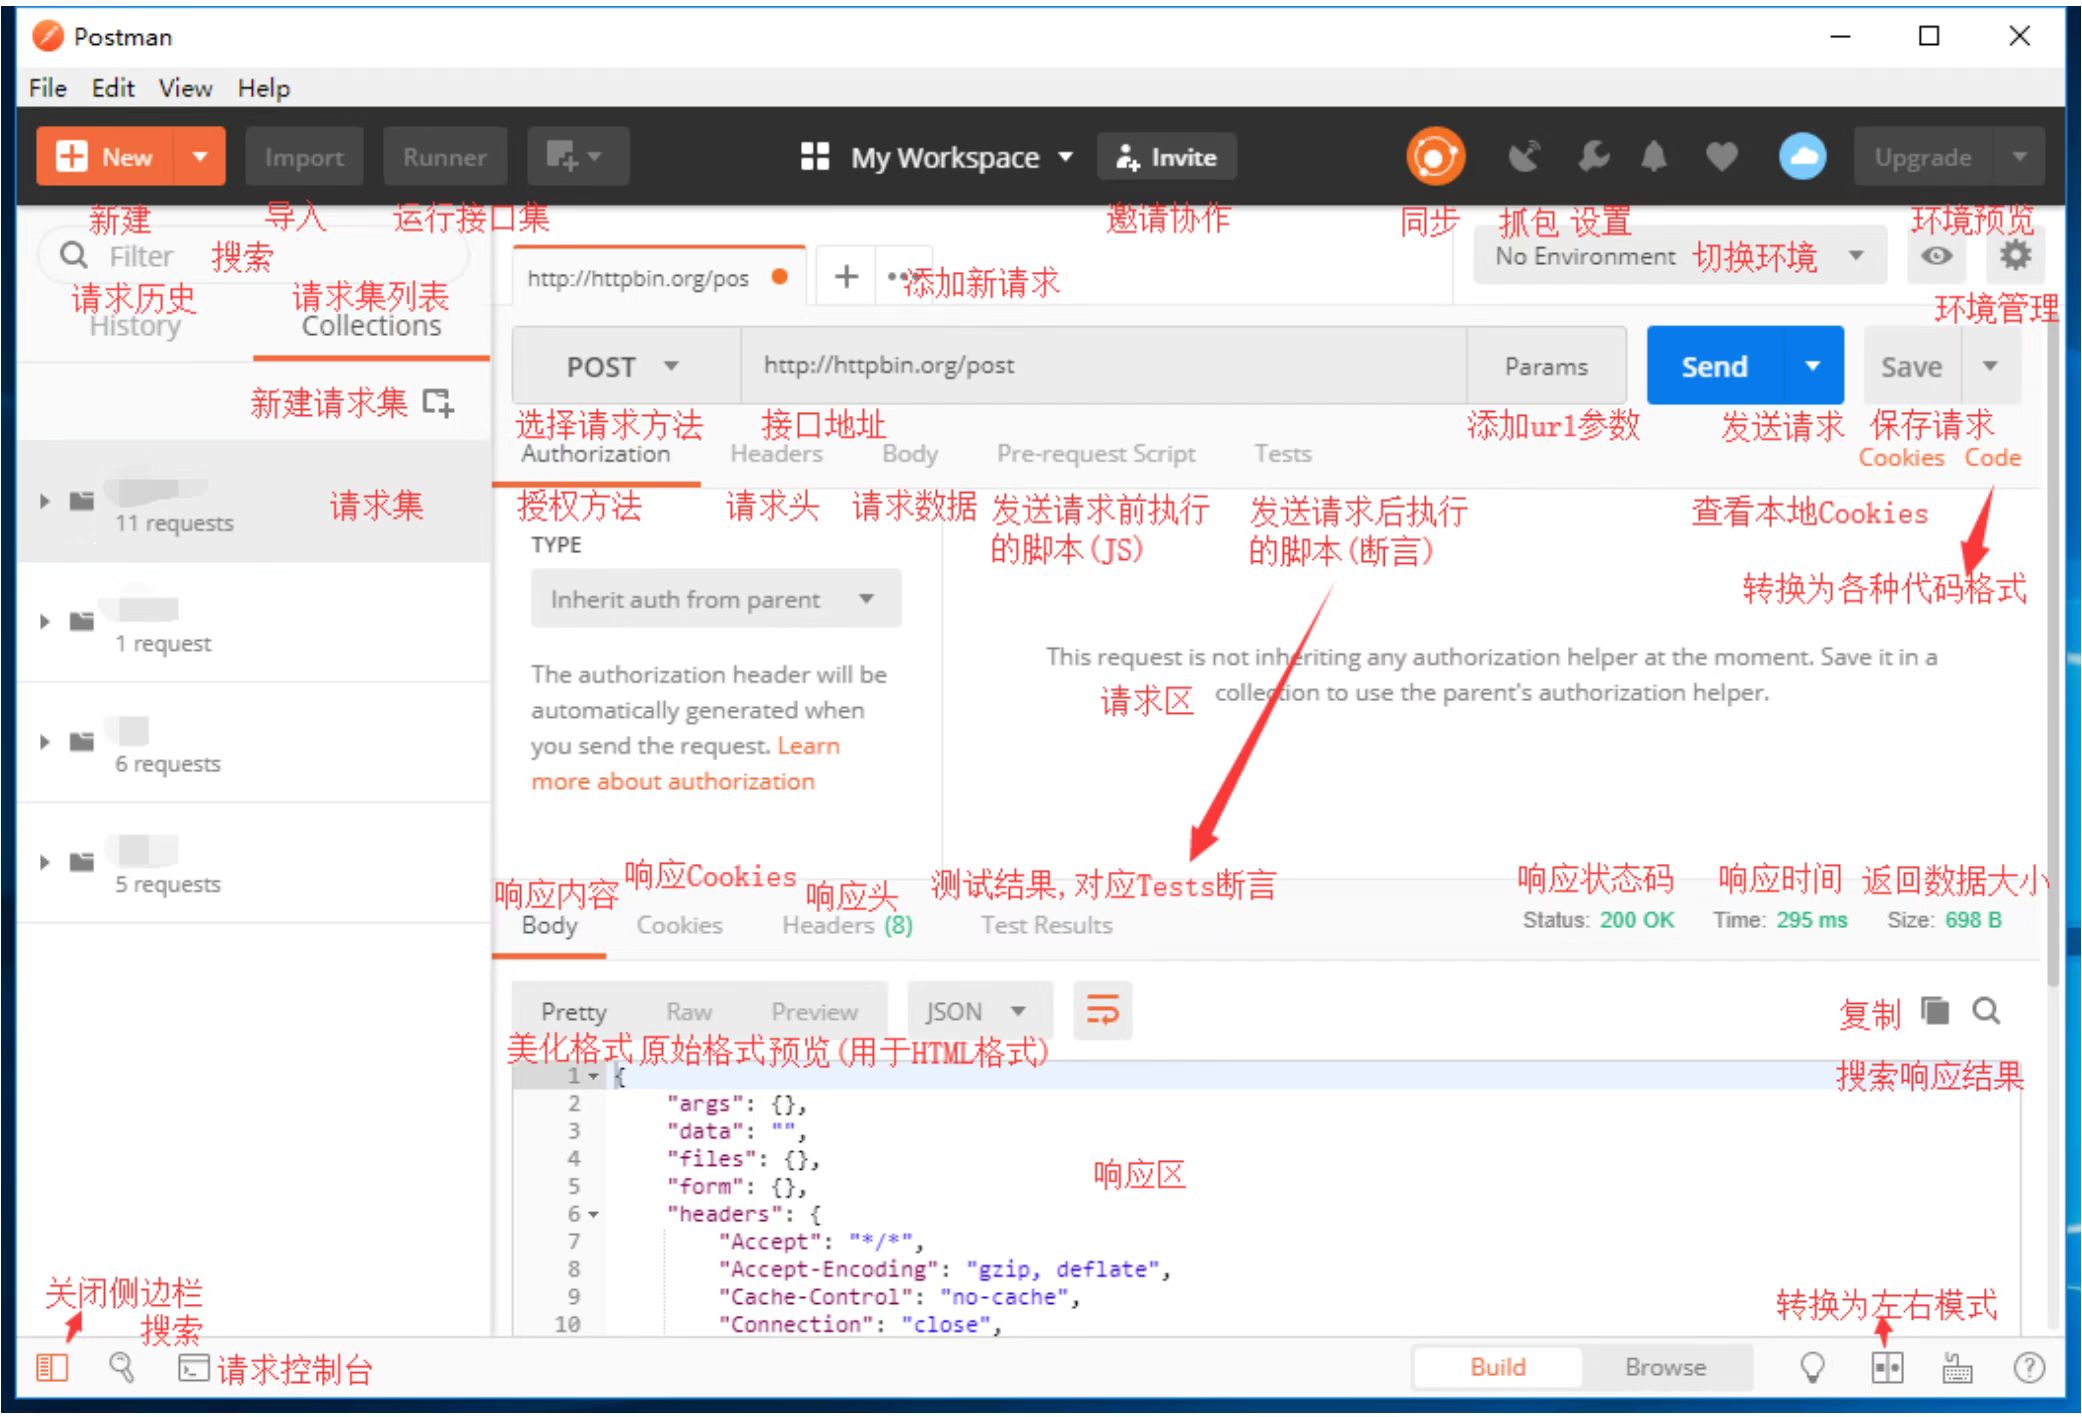 Postman
File Edit View Help
New Import Runner My Workspace Invite Upgrade
新建 导入 运行接口集 邀请协作 同步 抓包 设置 环境预览
Filter 搜索
http://httpbin.org/pos 添加新请求 No Environment 切换环境
请求历史 请求集列表 环境管理
History Collections
POST http://httpbin.org/post Params Send Save
新建请求集
选择请求方法 接口地址 添加url参数 发送请求 保存请求
Authorization Headers Body Pre-request Script Tests Cookies Code
11 requests 请求集
授权方法 请求头 请求数据 发送请求前执行 发送请求后执行 查看本地Cookies
的脚本(JS) 的脚本(断言)
TYPE
转换为各种代码格式
Inherit auth from parent
1 request
The authorization header will be
automatically generated when
you send the request. Learn
more about authorization
This request is not inheriting any authorization helper at the moment. Save it in a
请求区 collection to use the parent's authorization helper.
6 requests
5 requests
响应内容 响应Cookies 响应头 测试结果,对应Tests断言 响应状态码 响应时间 返回数据大小
Body Cookies Headers (8) Test Results Status: 200 OK Time: 295 ms Size: 698 B
Pretty Raw Preview JSON 复制
美化格式 原始格式 预览(用于HTML格式)
搜索响应结果
1 {
2 "args": {},
3 "data": "",
4 "files": {},
5 "form": {},
6 "headers": {
7 "Accept": "*/*",
8 "Accept-Encoding": "gzip, deflate",
9 "Cache-Control": "no-cache",
10 "Connection": "close",
响应区
关闭侧边栏
搜索
转换为左右模式
请求控制台
Build Browse